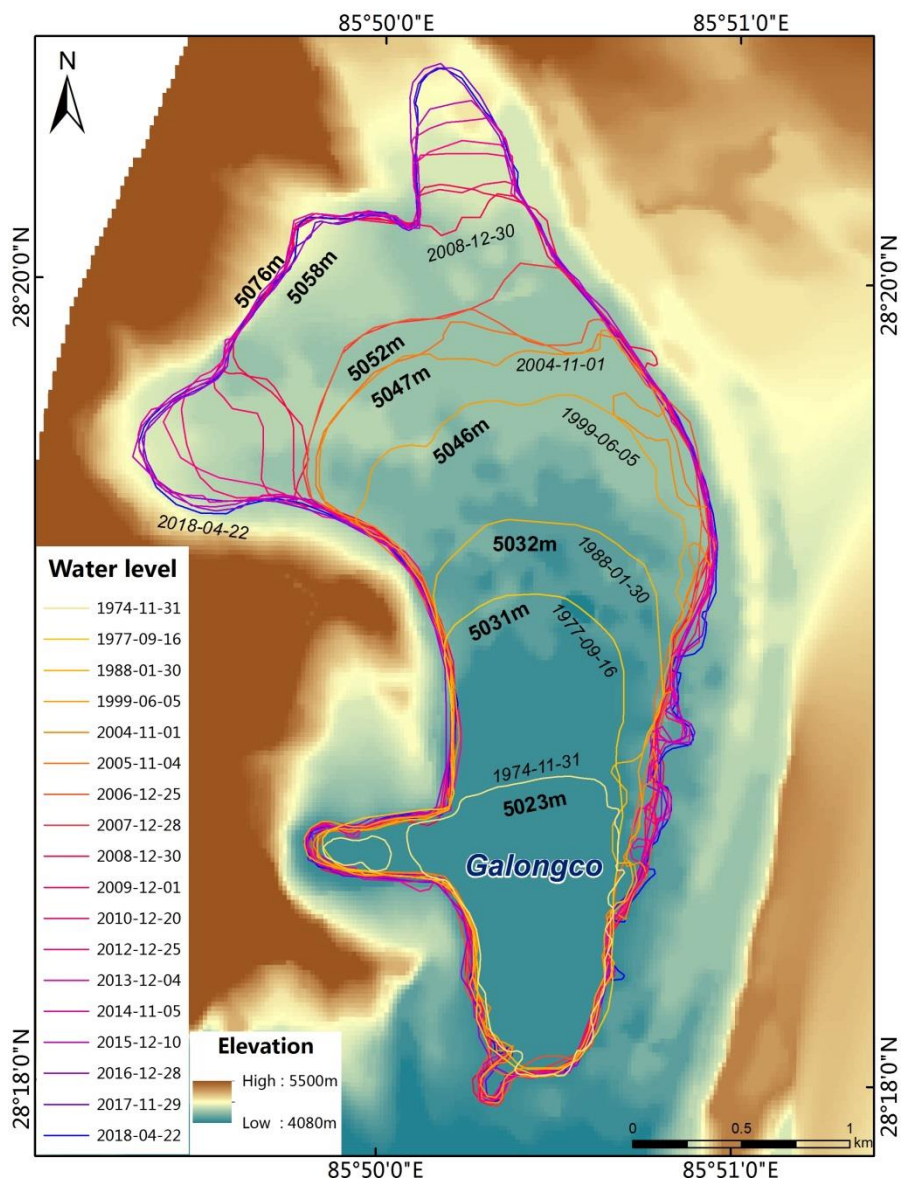 85°50'0"E
85°51'0"E
N
2008-12-30
28°20'0"N
28°20'0"N
5076m
5058m
5052m
5047m
2004-11-01
5046m
1999-06-05
2018-04-22
5032m
1988-01-30
5031m
1977-09-16
1974-11-31
5023m
Galongco
Water level
1974-11-31
1977-09-16
1988-01-30
1999-06-05
2004-11-01
2005-11-04
2006-12-25
2007-12-28
2008-12-30
2009-12-01
2010-12-20
2012-12-25
2013-12-04
2014-11-05
2015-12-10
2016-12-28
2017-11-29
2018-04-22
Elevation
High : 5500m
Low : 4080m
28°18'0"N
28°18'0"N
0 0.5 1
km
85°50'0"E
85°51'0"E